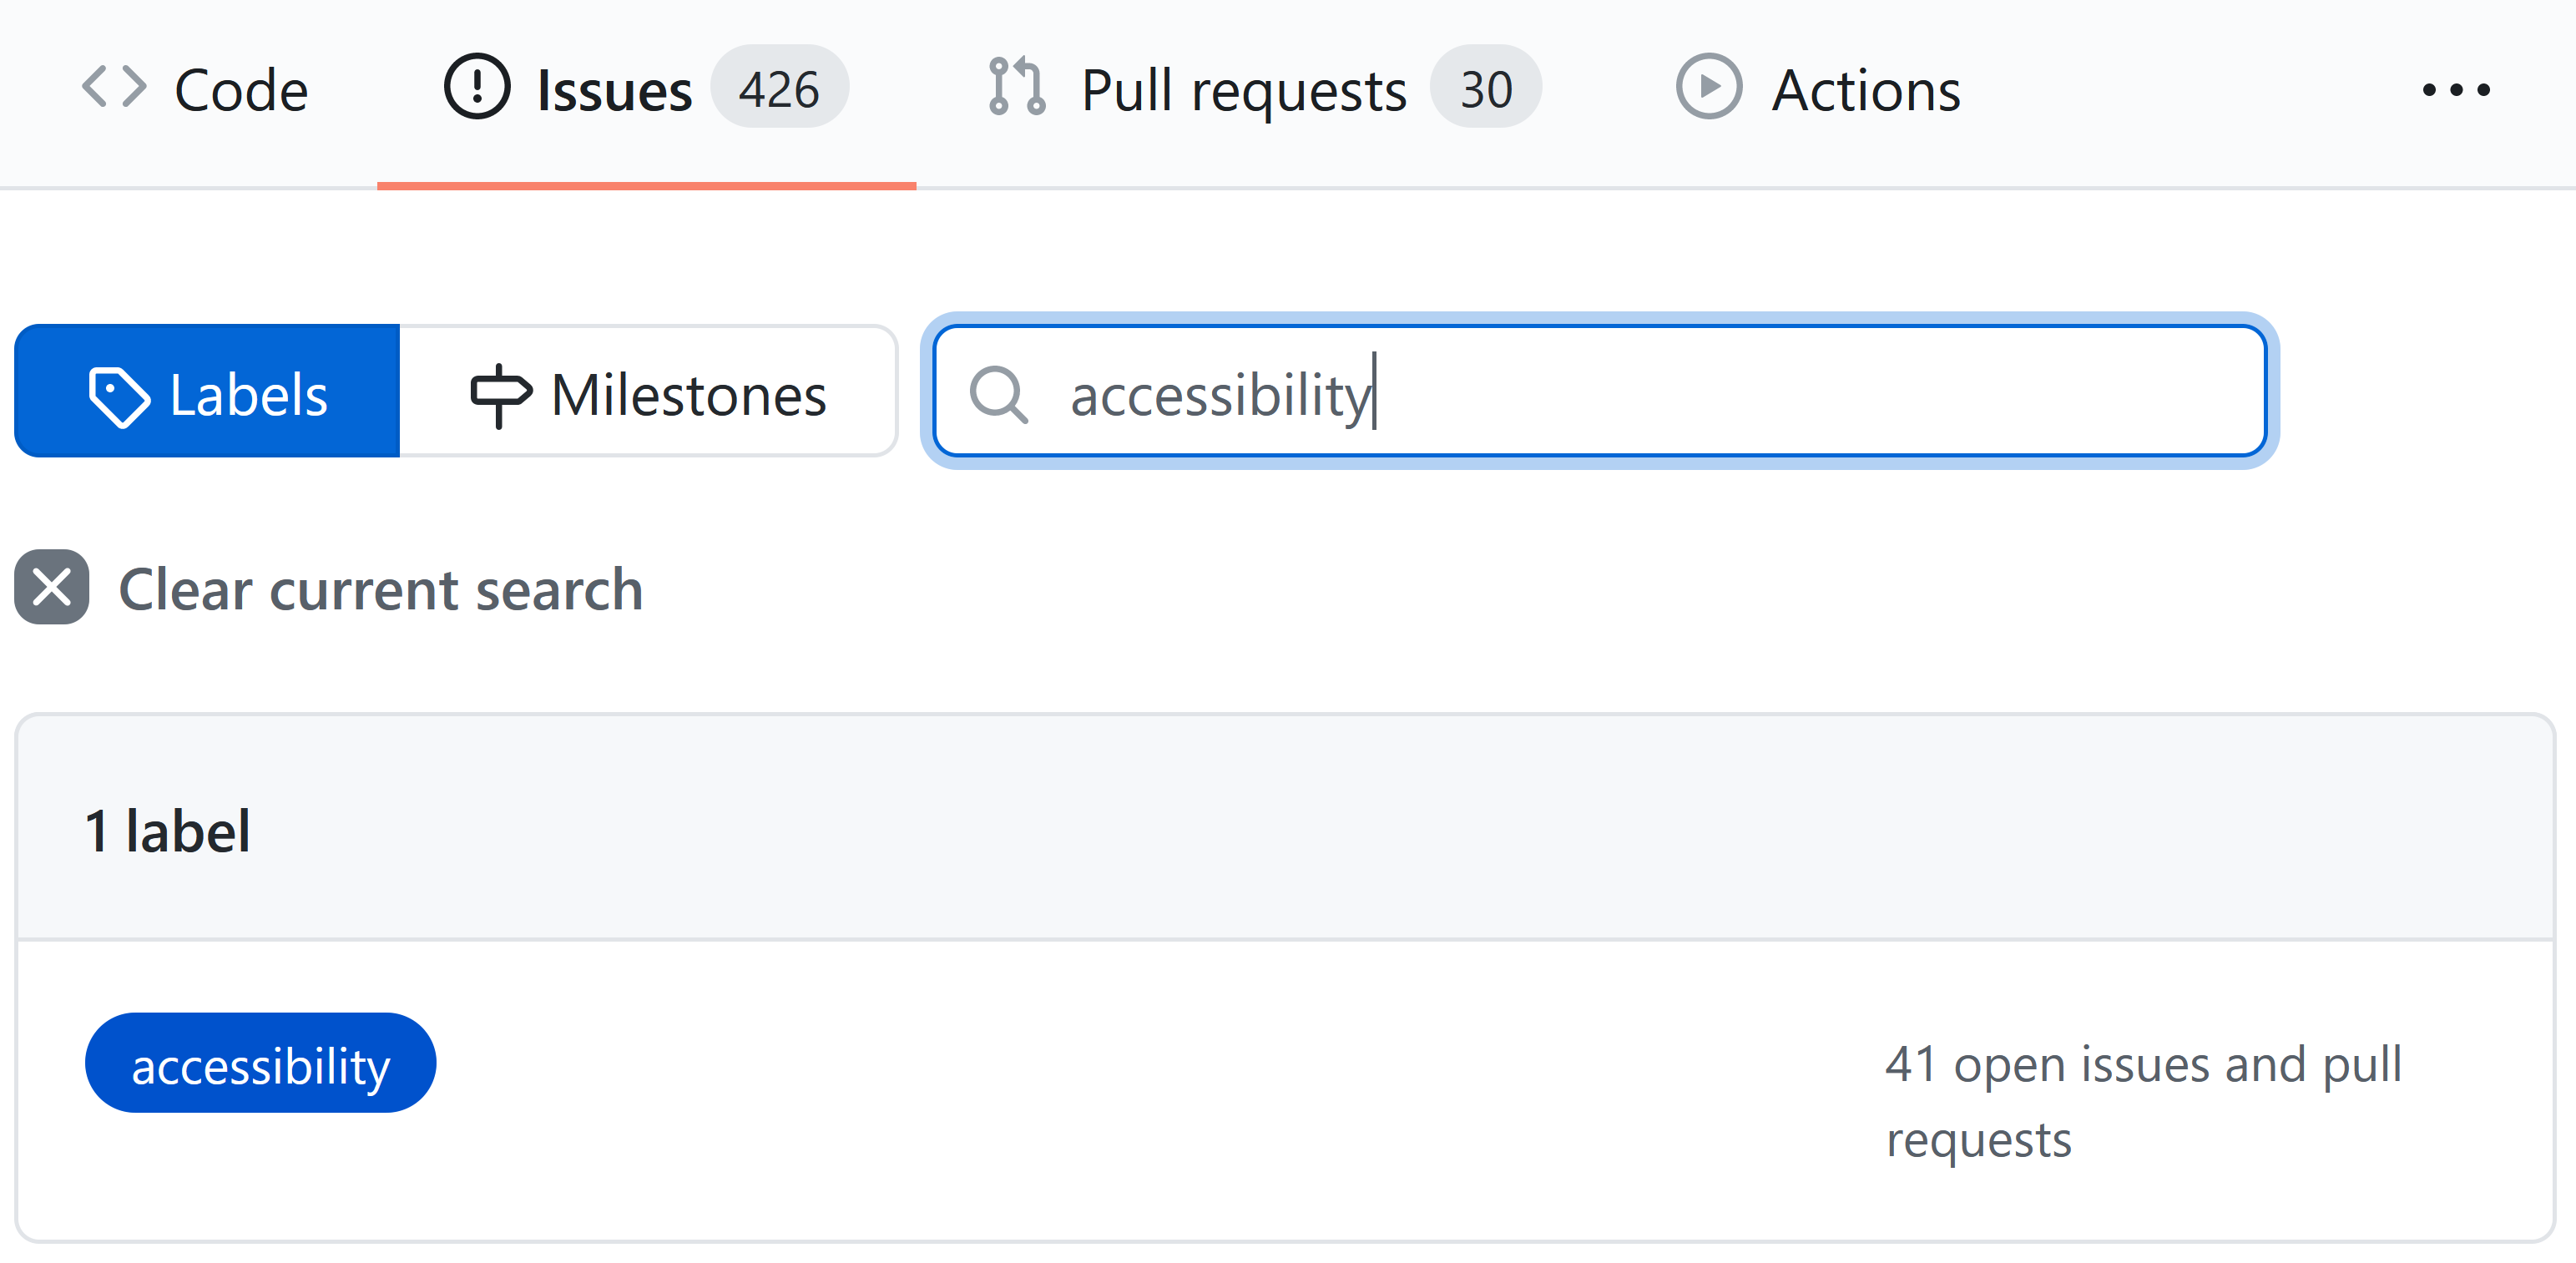 Code Issues 426 Pull requests 30 Actions
Labels Milestones accessibility
Clear current search
1 label
accessibility 41 open issues and pull
requests